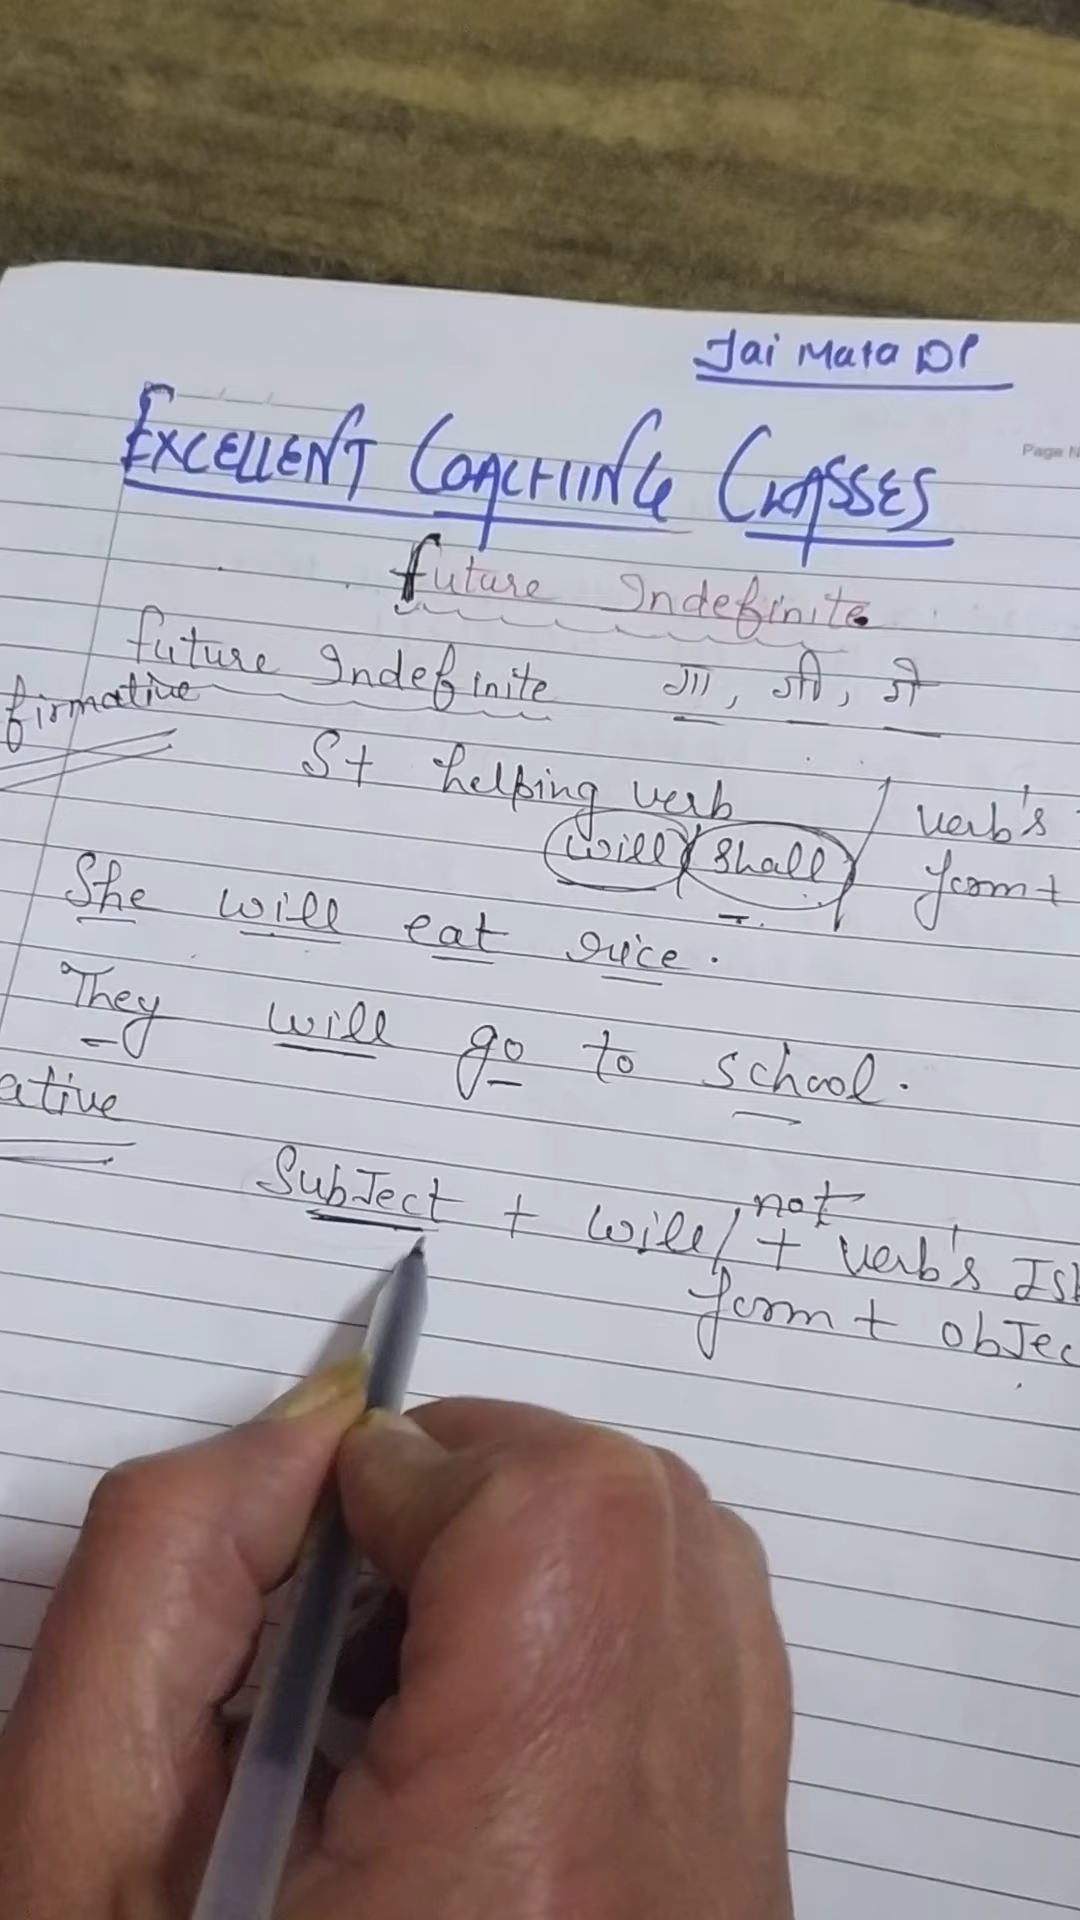 Jai Mata Di
Page N
EXCELLENT COACHING CLASSES
Future Indefinite
Future Indefinite गा, गी, गे
firmative
S+ helping verb verb's
will shall form +
She will eat rice.
They will go to school.
ative
not
Subject + will/ + verb's Ist
form + objec